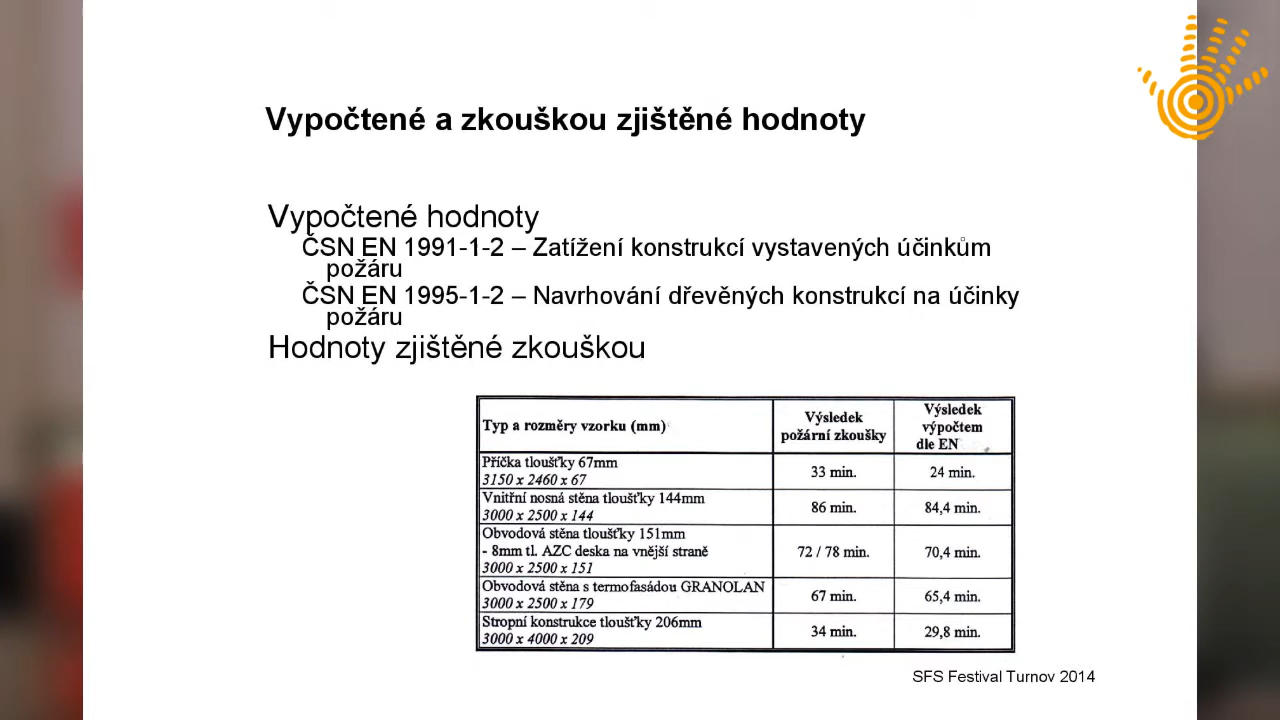 Vypočtené a zkouškou zjištěné hodnoty
Vypočtené hodnoty
ČSN EN 1991-1-2 – Zatížení konstrukcí vystavených účinkům
požáru
ČSN EN 1995-1-2 – Navrhování dřevěných konstrukcí na účinky
požáru
Hodnoty zjištěné zkouškou
Typ a rozměry vzorku (mm)
Výsledek
požární zkoušky
Výsledek
výpočtem
dle EN
Příčka tloušťky 67mm
3150 x 2460 x 67
33 min.
24 min.
Vnitřní nosná stěna tloušťky 144mm
3000 x 2500 x 144
86 min.
84,4 min.
Obvodová stěna tloušťky 151mm
- 8mm tl. AZC deska na vnější straně
3000 x 2500 x 151
72 / 78 min.
70,4 min.
Obvodová stěna s termofasádou GRANOLAN
3000 x 2500 x 179
67 min.
65,4 min.
Stropní konstrukce tloušťky 206mm
3000 x 4000 x 209
34 min.
29,8 min.
SFS Festival Turnov 2014